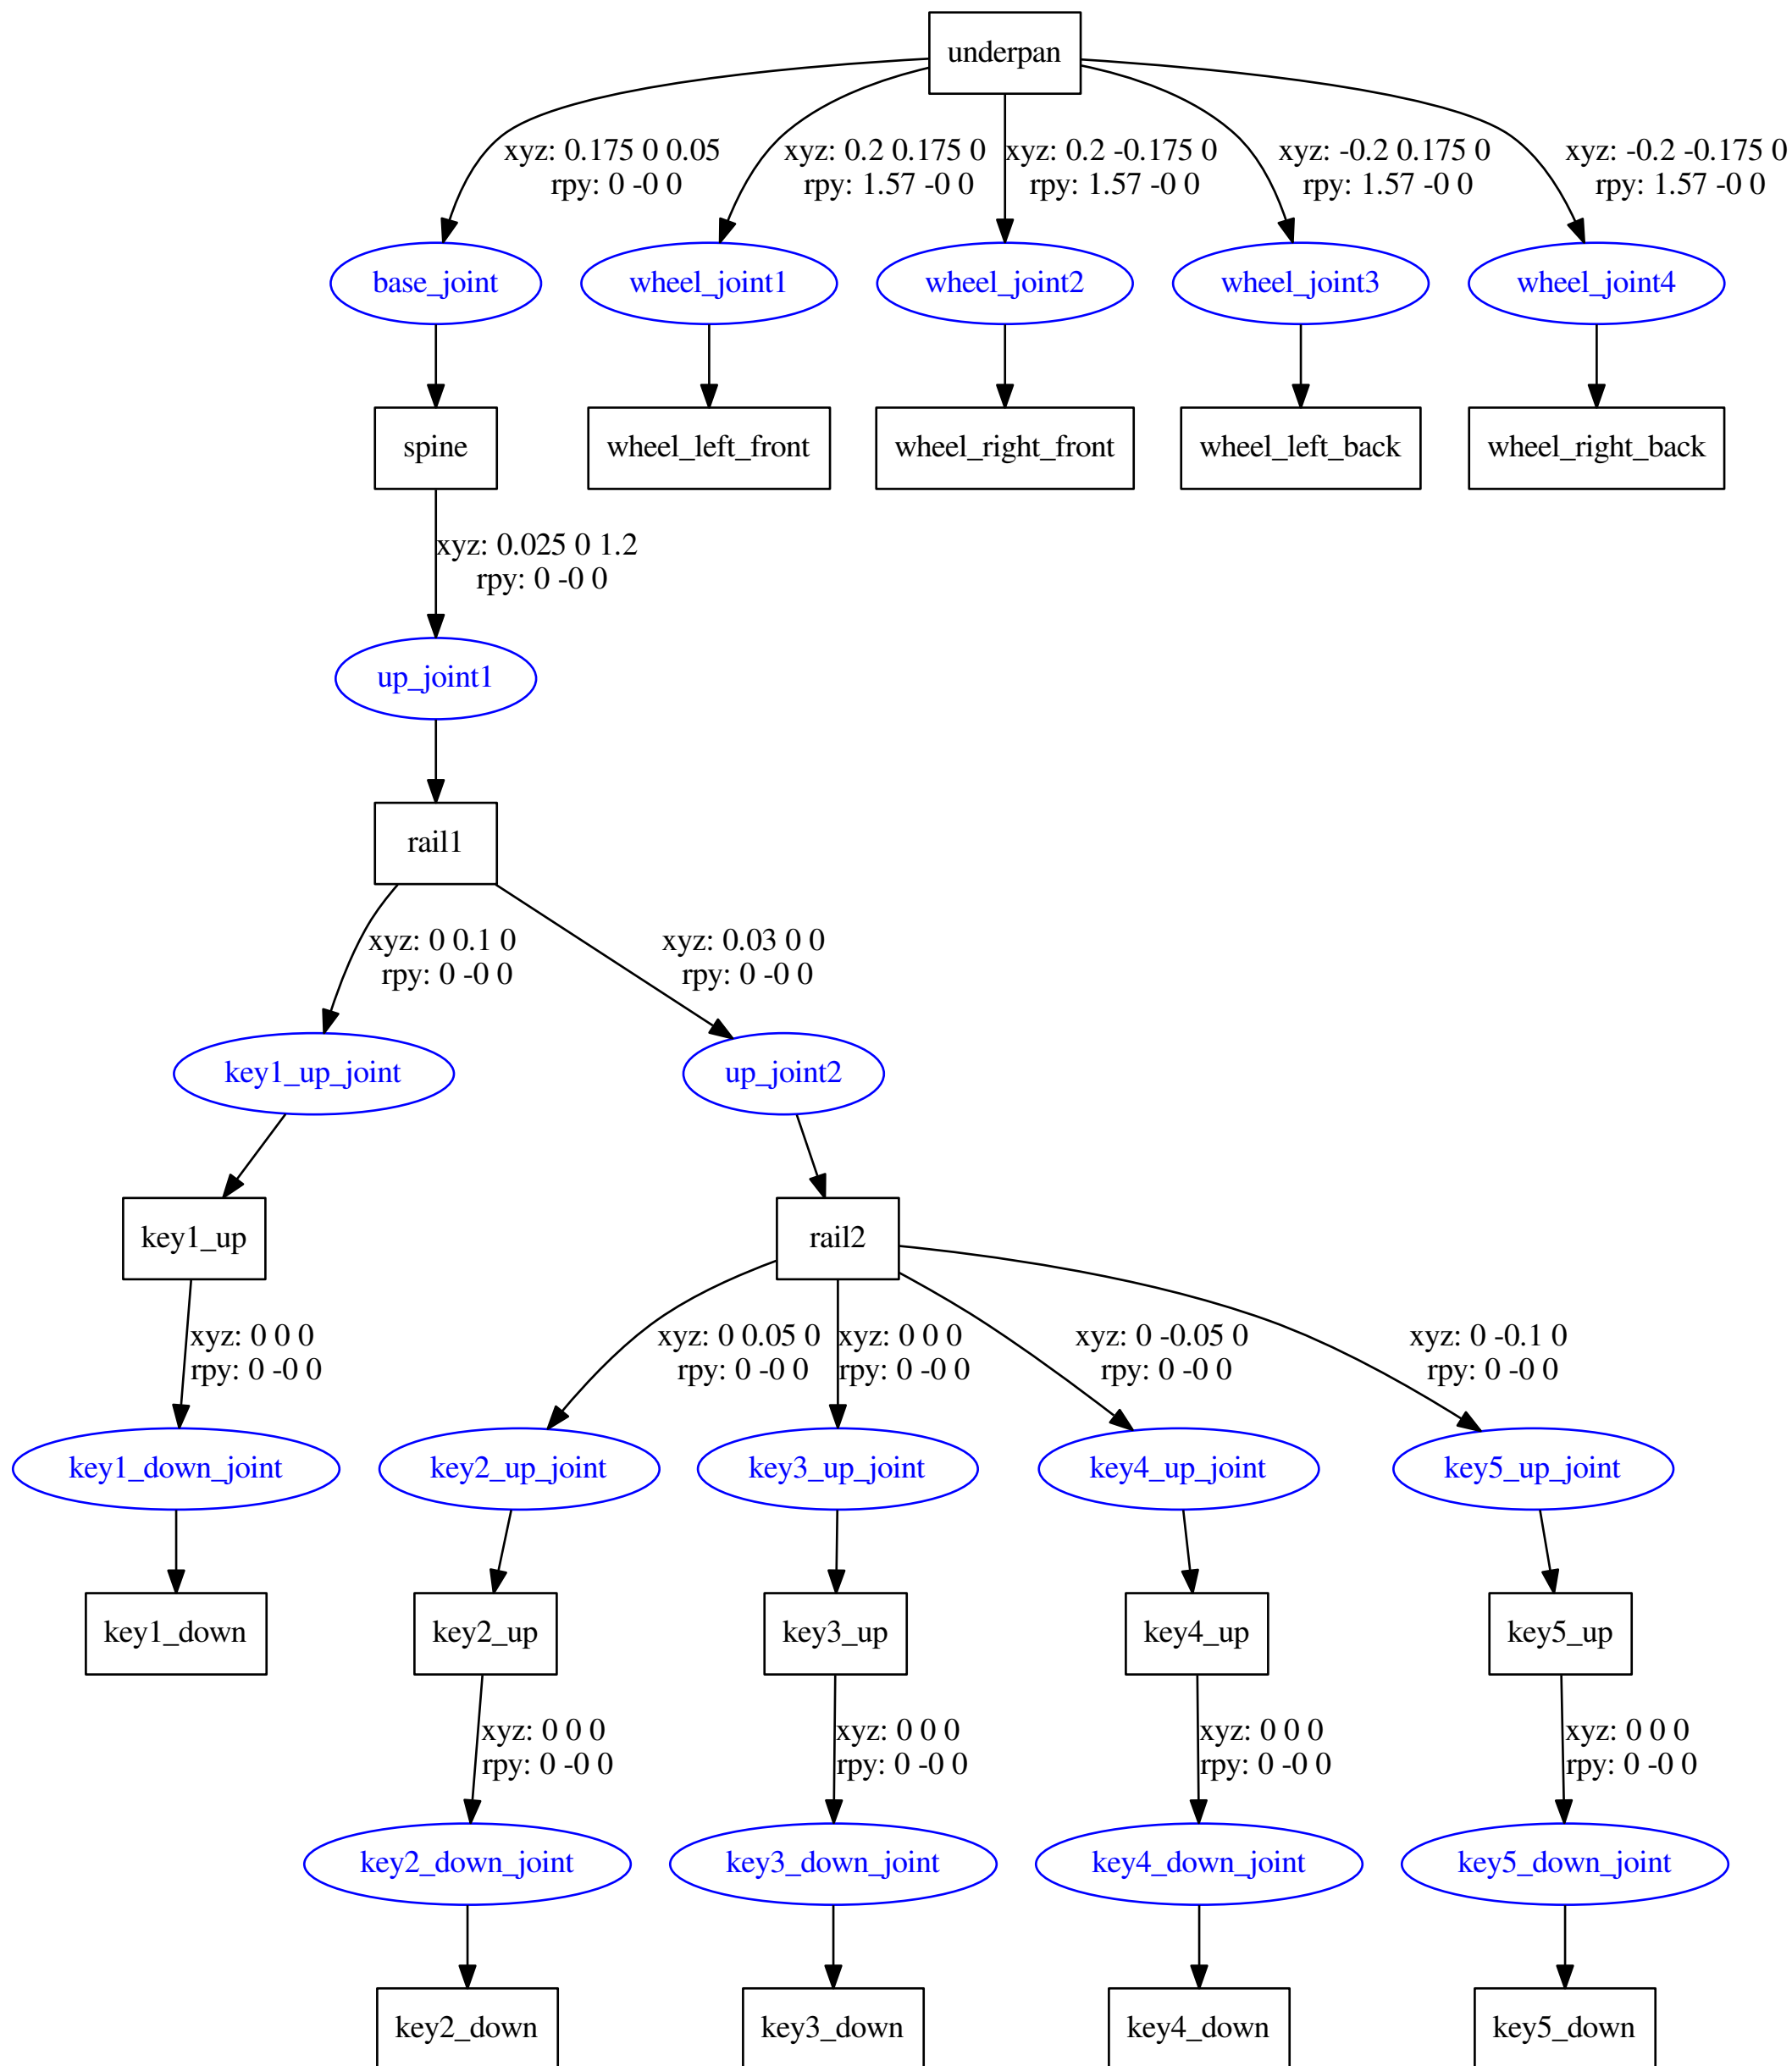 underpan
xyz: 0.175 0 0.05
rpy: 0 -0 0
xyz: 0.2 0.175 0
rpy: 1.57 -0 0
xyz: 0.2 -0.175 0
rpy: 1.57 -0 0
xyz: -0.2 0.175 0
rpy: 1.57 -0 0
xyz: -0.2 -0.175 0
rpy: 1.57 -0 0
base_joint
wheel_joint1
wheel_joint2
wheel_joint3
wheel_joint4
spine
wheel_left_front
wheel_right_front
wheel_left_back
wheel_right_back
xyz: 0.025 0 1.2
rpy: 0 -0 0
up_joint1
rail1
xyz: 0 0.1 0
rpy: 0 -0 0
xyz: 0.03 0 0
rpy: 0 -0 0
key1_up_joint
up_joint2
key1_up
rail2
xyz: 0 0 0
rpy: 0 -0 0
xyz: 0 0.05 0
rpy: 0 -0 0
xyz: 0 0 0
rpy: 0 -0 0
xyz: 0 -0.05 0
rpy: 0 -0 0
xyz: 0 -0.1 0
rpy: 0 -0 0
key1_down_joint
key2_up_joint
key3_up_joint
key4_up_joint
key5_up_joint
key1_down
key2_up
key3_up
key4_up
key5_up
xyz: 0 0 0
rpy: 0 -0 0
xyz: 0 0 0
rpy: 0 -0 0
xyz: 0 0 0
rpy: 0 -0 0
xyz: 0 0 0
rpy: 0 -0 0
key2_down_joint
key3_down_joint
key4_down_joint
key5_down_joint
key2_down
key3_down
key4_down
key5_down